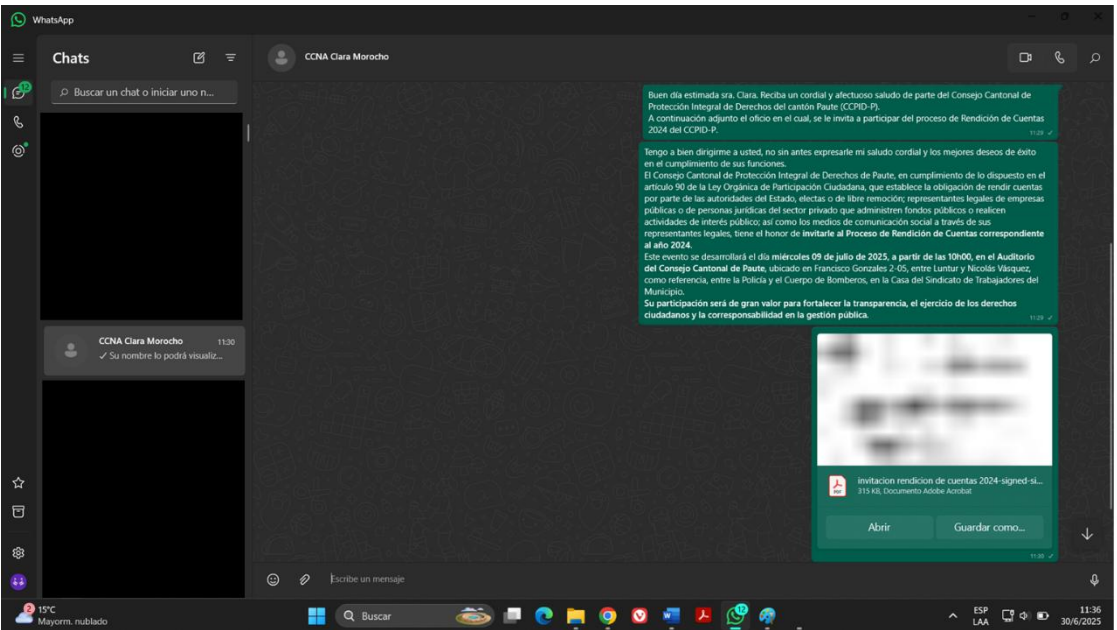 WhatsApp
Chats
Buscar un chat o iniciar uno n...
12
CCNA Clara Morocho
11:30
✓ Su nombre lo podrá visualiz...
CCNA Clara Morocho
Buen día estimada sra. Clara. Reciba un cordial y afectuoso saludo de parte del Consejo Cantonal de
Protección Integral de Derechos del cantón Paute (CCPID-P).
A continuación adjunto el oficio en el cual, se le invita a participar del proceso de Rendición de Cuentas
2024 del CCPID-P.
11:29 ✓
Tengo a bien dirigirme a usted, no sin antes expresarle mi saludo cordial y los mejores deseos de éxito
en el cumplimiento de sus funciones.
El Consejo Cantonal de Protección Integral de Derechos de Paute, en cumplimiento de lo dispuesto en el
artículo 90 de la Ley Orgánica de Participación Ciudadana, que establece la obligación de rendir cuentas
por parte de las autoridades del Estado, electas o de libre remoción; representantes legales de empresas
públicas o de personas jurídicas del sector privado que administren fondos públicos o realicen
actividades de interés público; así como los medios de comunicación social a través de sus
representantes legales, tiene el honor de invitarle al Proceso de Rendición de Cuentas correspondiente
al año 2024.
Este evento se desarrollará el día miércoles 09 de julio de 2025, a partir de las 10h00, en el Auditorio
del Consejo Cantonal de Paute, ubicado en Francisco Gonzales 2-05, entre Luntur y Nicolás Vásquez,
como referencia, entre la Policía y el Cuerpo de Bomberos, en la Casa del Sindicato de Trabajadores del
Municipio.
Su participación será de gran valor para fortalecer la transparencia, el ejercicio de los derechos
ciudadanos y la corresponsabilidad en la gestión pública.
11:29 ✓
invitacion rendicion de cuentas 2024-signed-si...
PDF
315 KB, Documento Adobe Acrobat
Abrir
Guardar como...
11:30 ✓
Escribe un mensaje
2
15°C
Mayorm. nublado
Buscar
ESP
LAA
11:36
30/6/2025